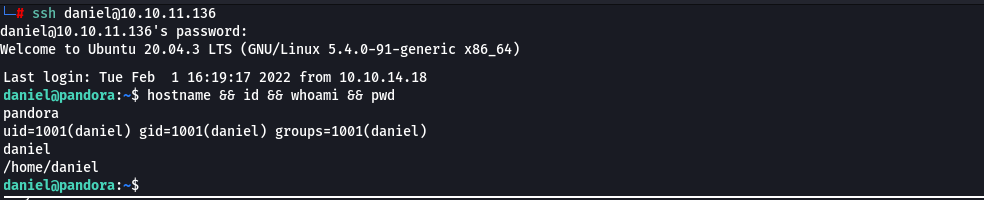 └─# ssh daniel@10.10.11.136
daniel@10.10.11.136's password:
Welcome to Ubuntu 20.04.3 LTS (GNU/Linux 5.4.0-91-generic x86_64)
Last login: Tue Feb  1 16:19:17 2022 from 10.10.14.18
daniel@pandora:~$ hostname && id && whoami && pwd
pandora
uid=1001(daniel) gid=1001(daniel) groups=1001(daniel)
daniel
/home/daniel
daniel@pandora:~$